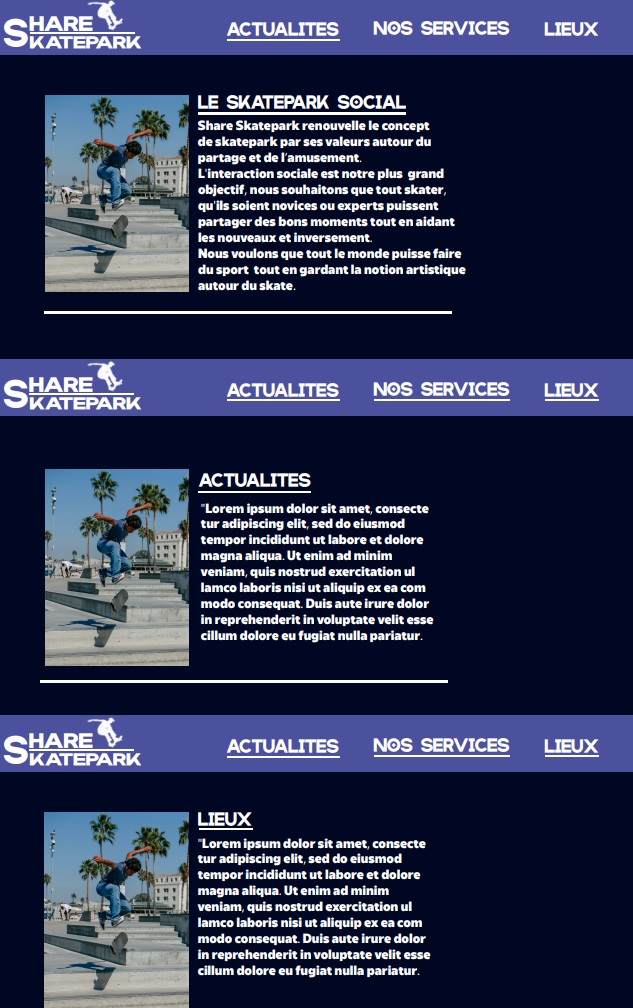 SHARE
SKATEPARK
ACTUALITES NOS SERVICES LIEUX
LE SKATEPARK SOCIAL
Share Skatepark renouvelle le concept
de skatepark par ses valeurs autour du
partage et de l'amusement.
L'interaction sociale est notre plus grand
objectif, nous souhaitons que tout skater,
qu'ils soient novices ou experts puissent
partager des bons moments tout en aidant
les nouveaux et inversement.
Nous voulons que tout le monde puisse faire
du sport tout en gardant la notion artistique
autour du skate.
SHARE
SKATEPARK
ACTUALITES NOS SERVICES LIEUX
ACTUALITES
"Lorem ipsum dolor sit amet, consecte
tur adipiscing elit, sed do eiusmod
tempor incididunt ut labore et dolore
magna aliqua. Ut enim ad minim
veniam, quis nostrud exercitation ul
lamco laboris nisi ut aliquip ex ea com
modo consequat. Duis aute irure dolor
in reprehenderit in voluptate velit esse
cillum dolore eu fugiat nulla pariatur.
SHARE
SKATEPARK
ACTUALITES NOS SERVICES LIEUX
LIEUX
"Lorem ipsum dolor sit amet, consecte
tur adipiscing elit, sed do eiusmod
tempor incididunt ut labore et dolore
magna aliqua. Ut enim ad minim
veniam, quis nostrud exercitation ul
lamco laboris nisi ut aliquip ex ea com
modo consequat. Duis aute irure dolor
in reprehenderit in voluptate velit esse
cillum dolore eu fugiat nulla pariatur.